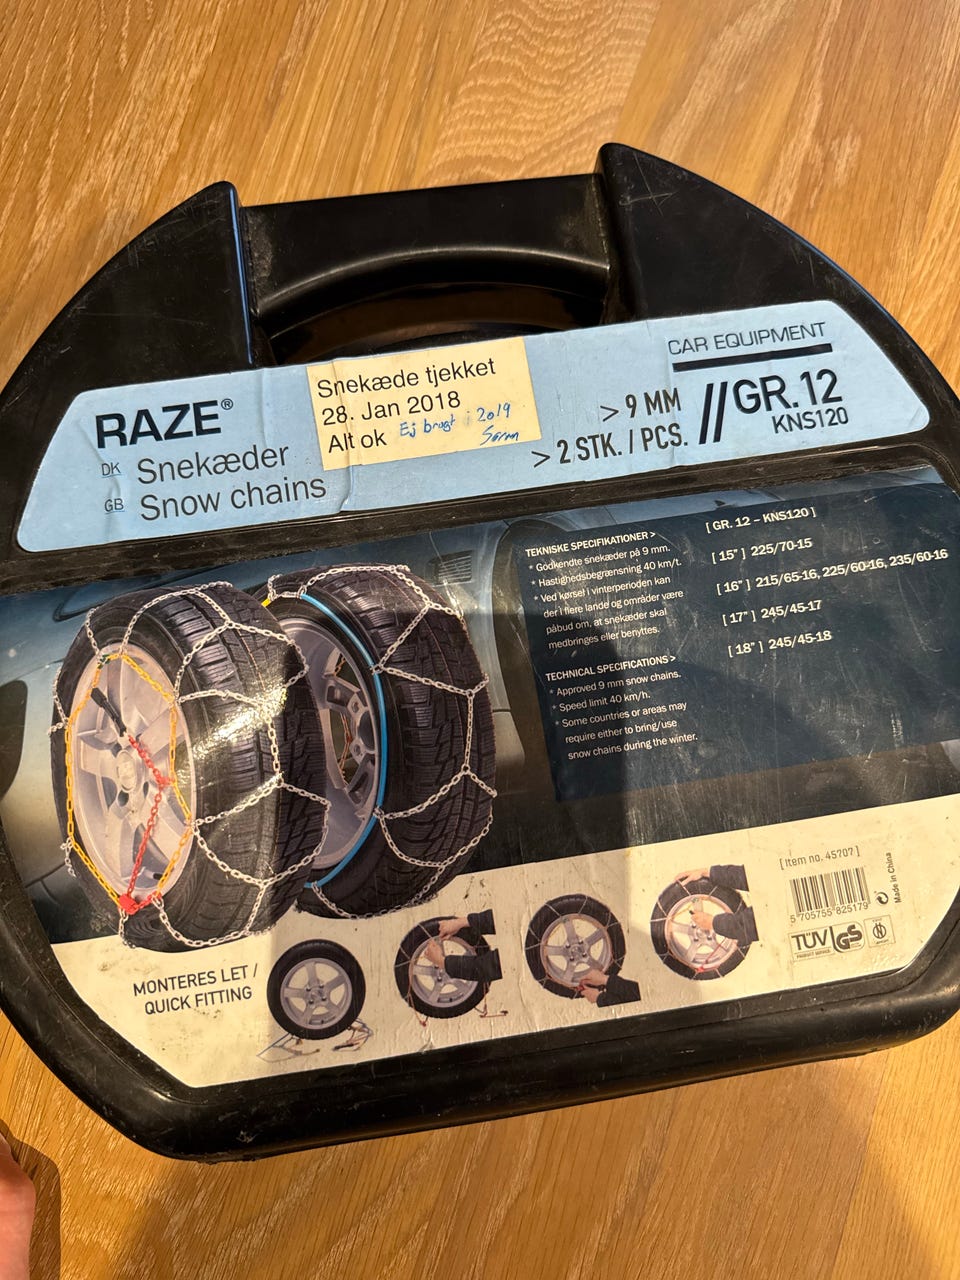 CAR EQUIPMENT
RAZE®
DK Snekæder
GB Snow chains
Snekæde tjekket
28. Jan 2018
Alt ok Ej brugt i 2019
Søren
> 9 MM
> 2 STK. / PCS.
//GR.12
KNS120
TEKNISKE SPECIFIKATIONER >
* Godkendte snekæder på 9 mm.
* Hastighedsbegrænsning 40 km/t.
* Ved kørsel i vinterperioden kan
der i flere lande og områder være
påbud om, at snekæder skal
medbringes eller benyttes.
TECHNICAL SPECIFICATIONS >
* Approved 9 mm snow chains.
* Speed limit 40 km/h.
* Some countries or areas may
require either to bring/use
snow chains during the winter.
[ GR. 12 – KNS120 ]
[ 15" ] 225/70-15
[ 16" ] 215/65-16, 225/60-16, 235/60-16
[ 17" ] 245/45-17
[ 18" ] 245/45-18
MONTERES LET /
QUICK FITTING
[ Item no. 45707 ]
5 705755 825179
Made in China
TÜV GS
PRODUCT SERVICE